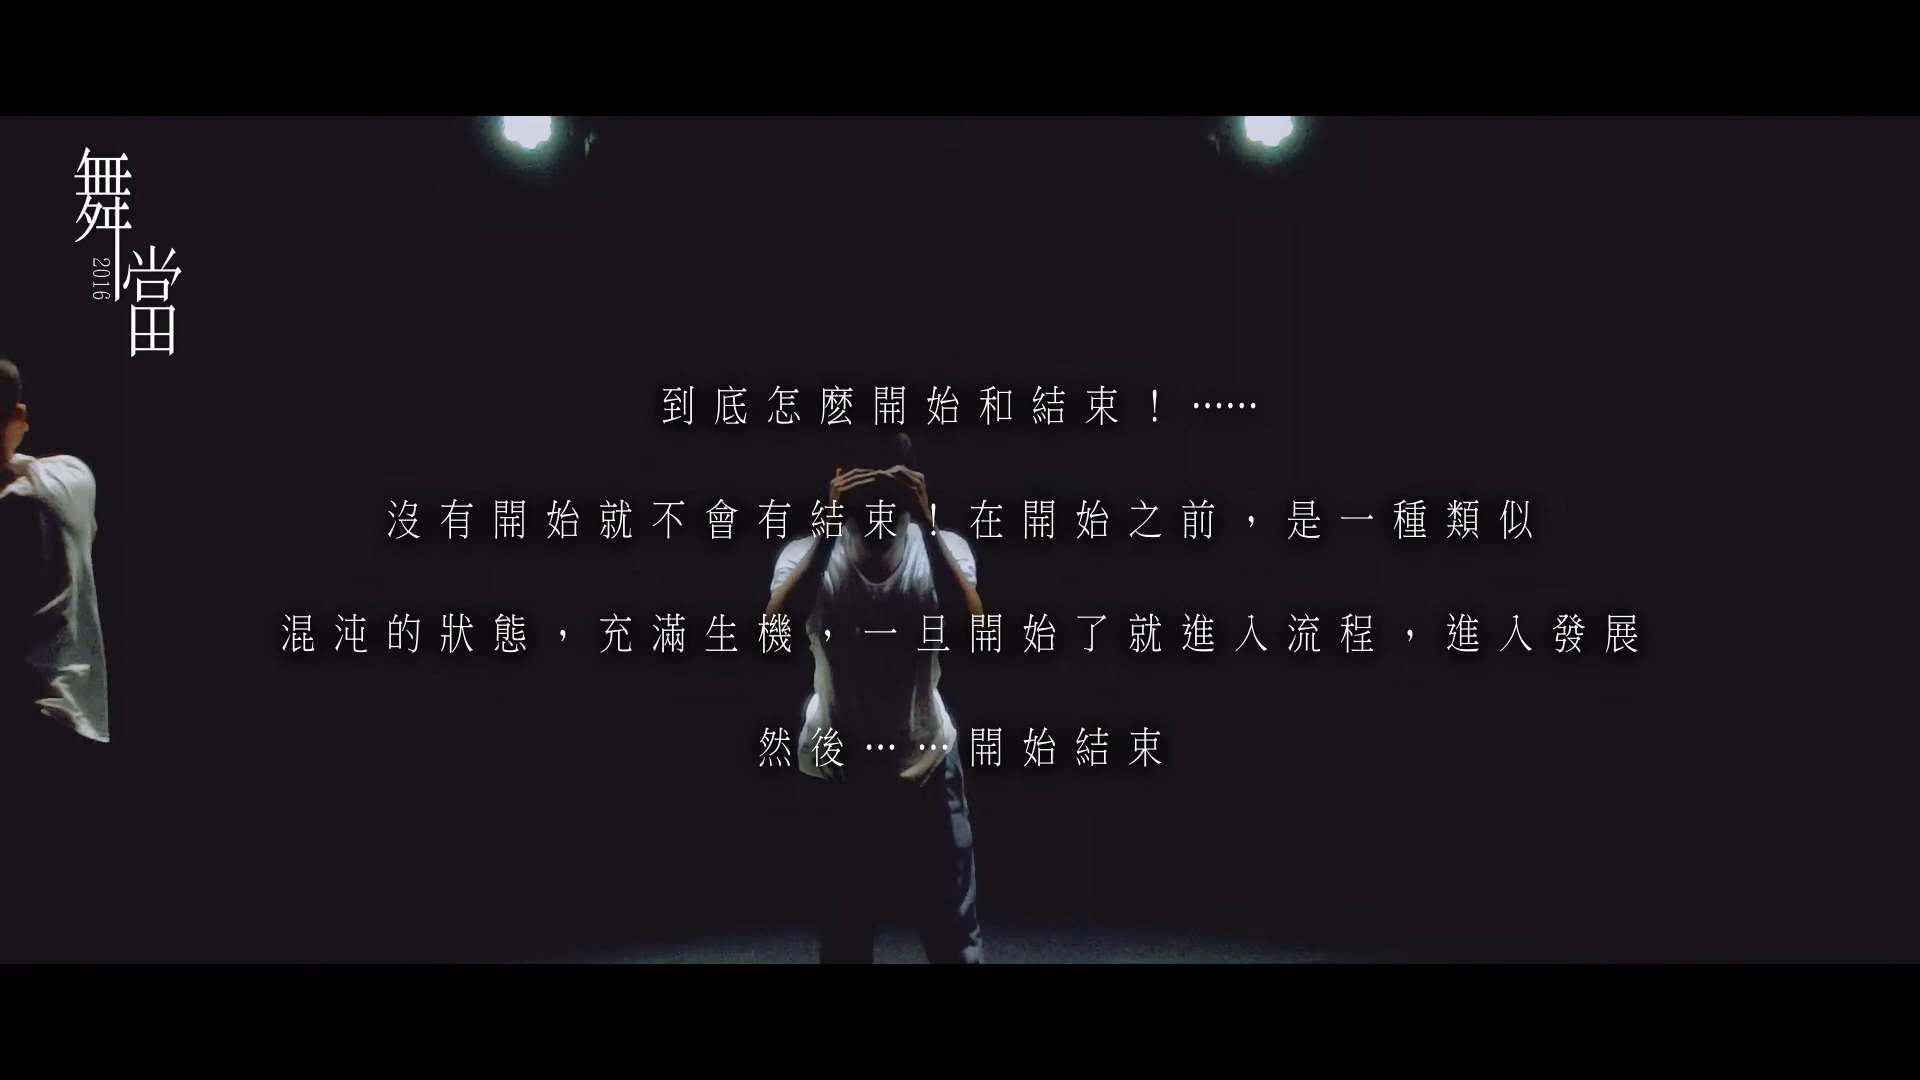 舞當
2016
到底怎麼開始和結束！……
沒有開始就不會有結束！在開始之前，是一種類似
混沌的狀態，充滿生機，一旦開始了就進入流程，進入發展
然後……開始結束